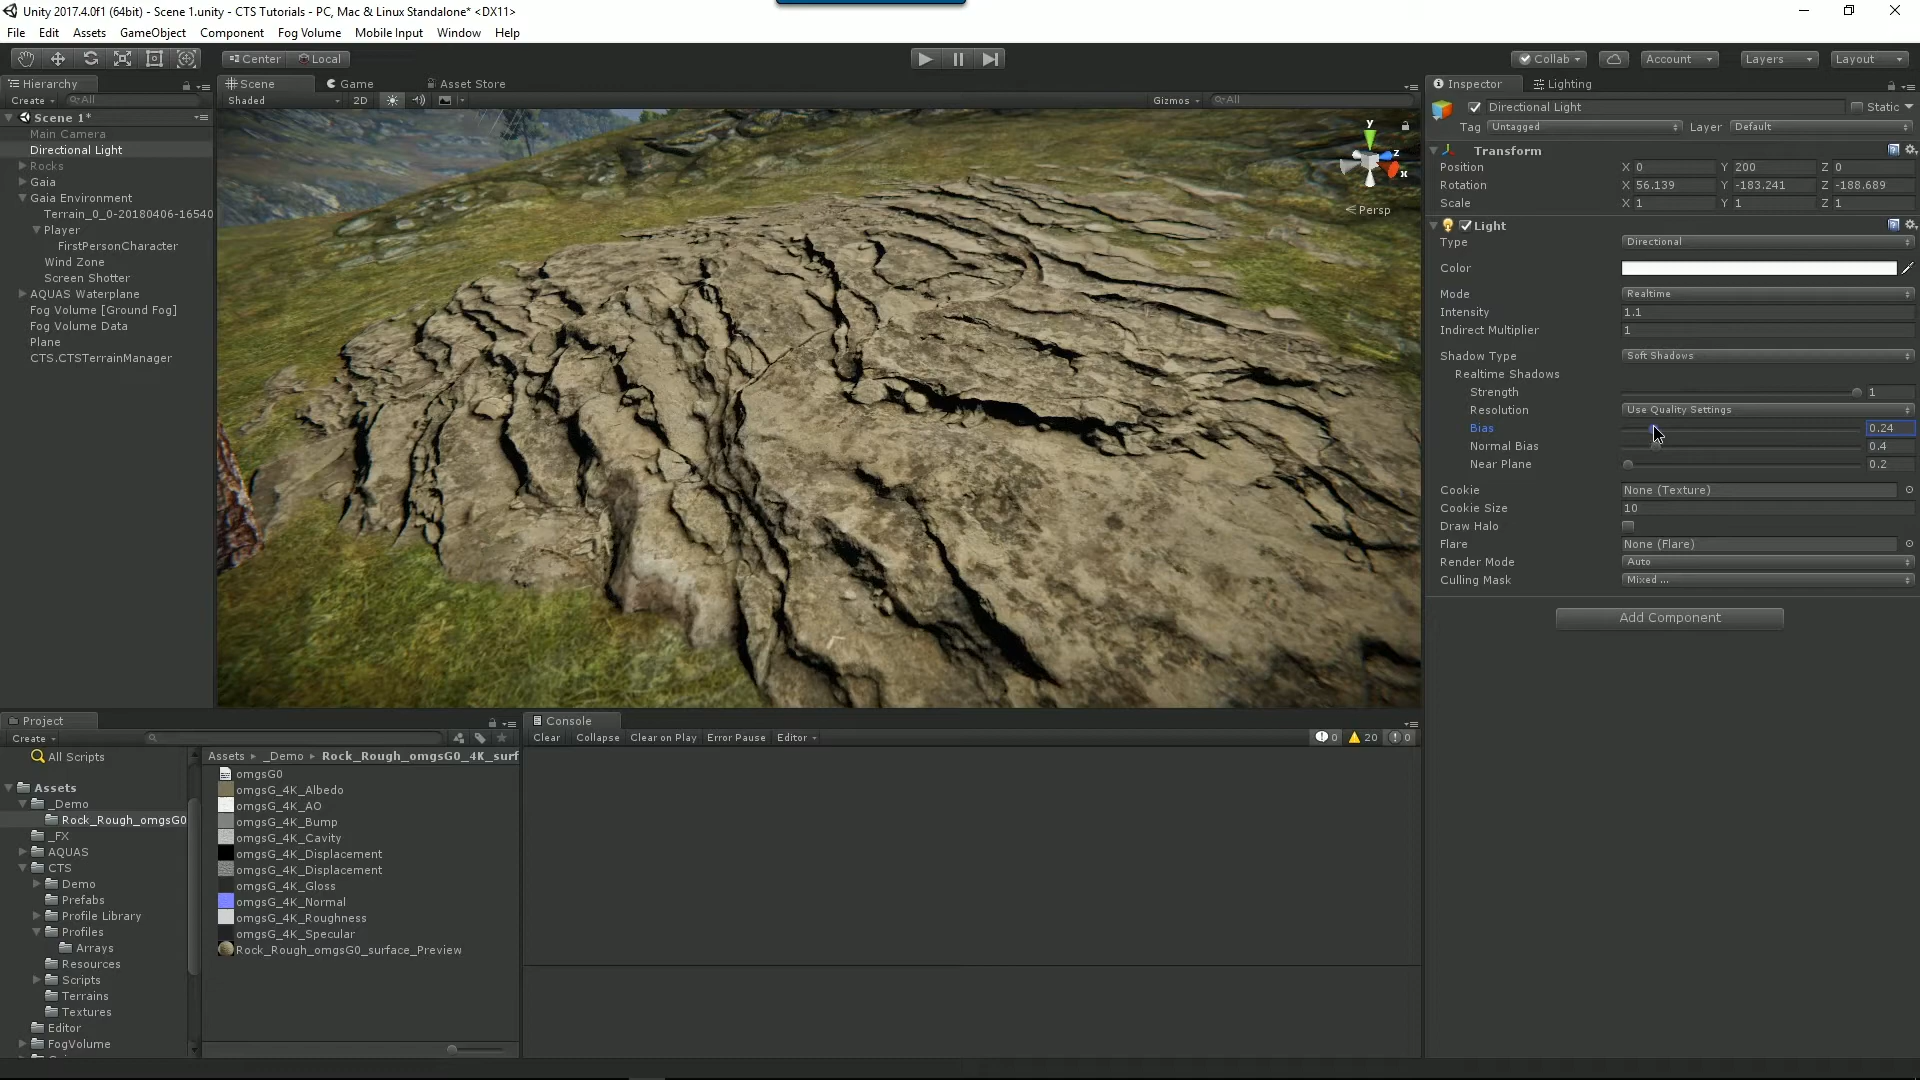 Unity 2017.4.0f1 (64bit) - Scene 1.unity - CTS Tutorials - PC, Mac & Linux Standalone* <DX11>
File Edit Assets GameObject Component Fog Volume Mobile Input Window Help
Center Local Collab Account Layers Layout
Hierarchy
Create All
Scene 1*
Main Camera
Directional Light
Rocks
Gaia
Gaia Environment
Terrain_0_0-20180406-16540
Player
FirstPersonCharacter
Wind Zone
Screen Shotter
AQUAS Waterplane
Fog Volume [Ground Fog]
Fog Volume Data
Plane
CTS.CTSTerrainManager
Scene Game Asset Store
Shaded 2D Gizmos All
y
z
x
Persp
Inspector Lighting
Directional Light Static
Tag Untagged Layer Default
Transform
Position X 0 Y 200 Z 0
Rotation X 56.139 Y -183.241 Z -188.689
Scale X 1 Y 1 Z 1
Light
Type Directional
Color
Mode Realtime
Intensity 1.1
Indirect Multiplier 1
Shadow Type Soft Shadows
Realtime Shadows
Strength 1
Resolution Use Quality Settings
Bias 0.24
Normal Bias 0.4
Near Plane 0.2
Cookie None (Texture)
Cookie Size 10
Draw Halo
Flare None (Flare)
Render Mode Auto
Culling Mask Mixed ...
Add Component
Project
Create
All Scripts
Assets
_Demo
Rock_Rough_omgsG0
_FX
AQUAS
CTS
Demo
Prefabs
Profile Library
Profiles
Arrays
Resources
Scripts
Terrains
Textures
Editor
FogVolume
Assets _Demo Rock_Rough_omgsG0_4K_surf
omgsG0
omgsG_4K_Albedo
omgsG_4K_AO
omgsG_4K_Bump
omgsG_4K_Cavity
omgsG_4K_Displacement
omgsG_4K_Displacement
omgsG_4K_Gloss
omgsG_4K_Normal
omgsG_4K_Roughness
omgsG_4K_Specular
Rock_Rough_omgsG0_surface_Preview
Console
Clear Collapse Clear on Play Error Pause Editor 0 20 0